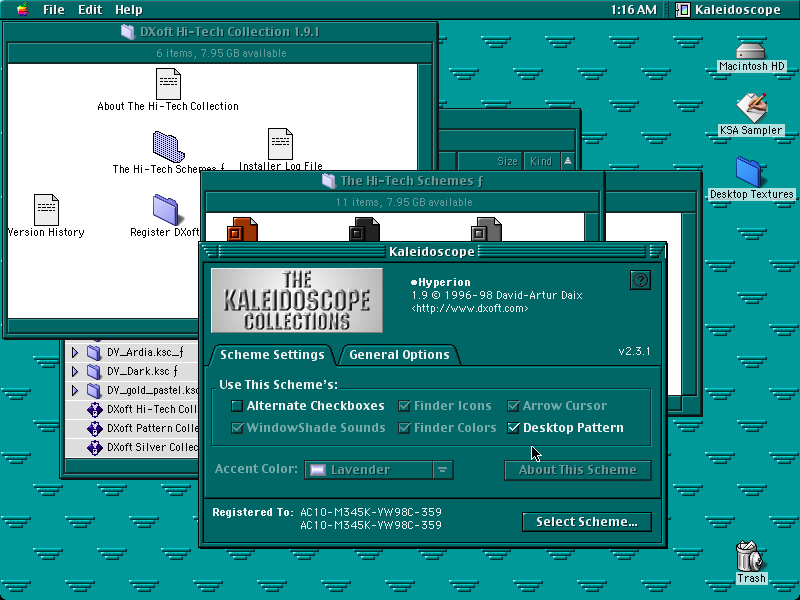 File Edit Help
1:16 AM
Kaleidoscope
DXoft Hi-Tech Collection 1.9.1
6 items, 7.95 GB available
About The Hi-Tech Collection
The Hi-Tech Schemes ƒ
Installer Log File
Version History
Register DXoft
Size Kind
The Hi-Tech Schemes ƒ
11 items, 7.95 GB available
Macintosh HD
KSA Sampler
Desktop Textures
Trash
DV_Ardia.ksc_ƒ
DV_Dark.ksc ƒ
DV_gold_pastel.ksc
DXoft Hi-Tech Coll
DXoft Pattern Colle
DXoft Silver Collec
Kaleidoscope
THE
KALEIDOSCOPE
COLLECTIONS
●Hyperion
1.9 © 1996-98 David-Artur Daix
<http://www.dxoft.com>
v2.3.1
Scheme Settings
General Options
Use This Scheme's:
Alternate Checkboxes
Finder Icons
Arrow Cursor
WindowShade Sounds
Finder Colors
Desktop Pattern
Accent Color:
Lavender
About This Scheme
Registered To: AC10-M345K-YW98C-359
AC10-M345K-YW98C-359
Select Scheme...